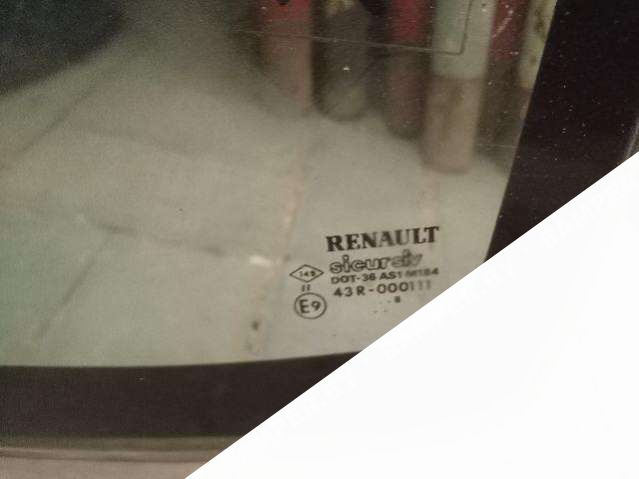 RENAULT
sicursiv
DOT-36 AS1 M184
43R-000111
E9